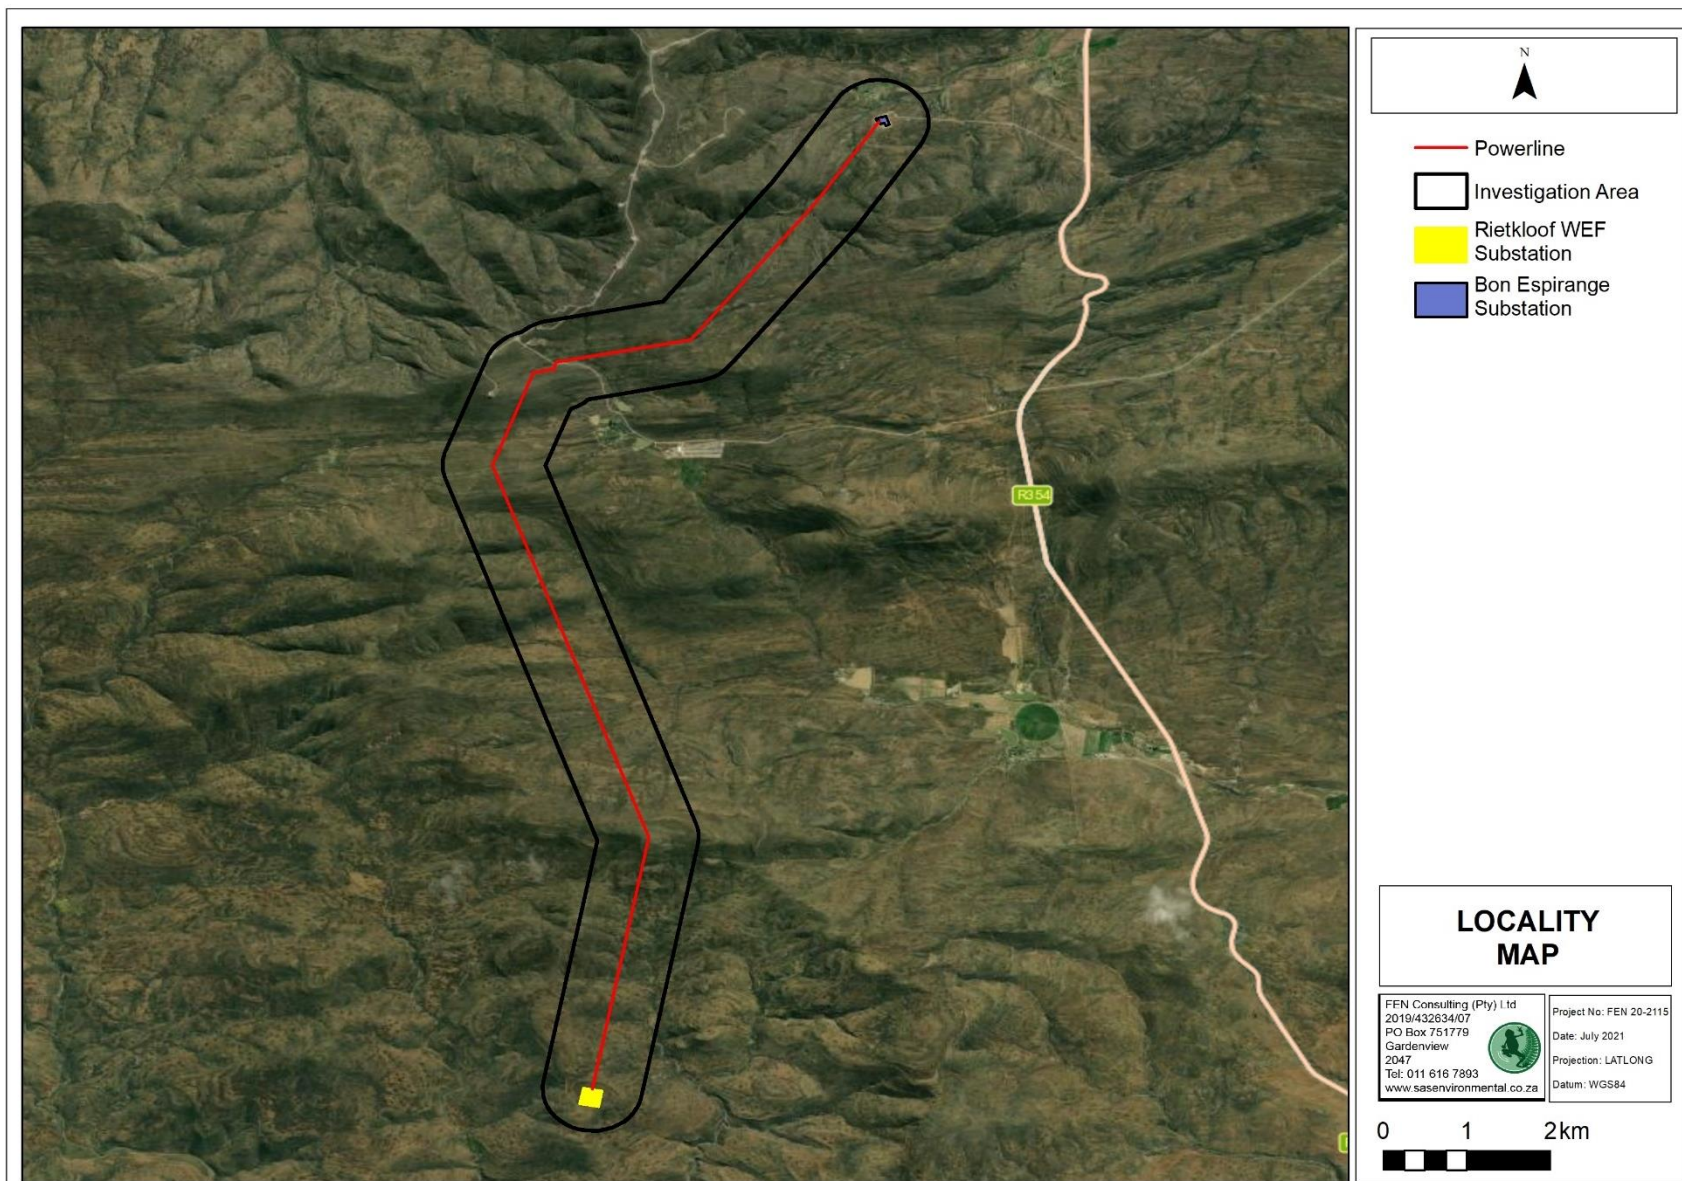 N
Powerline
Investigation Area
Rietkloof WEF
Substation
Bon Espirange
Substation
R354
LOCALITY
MAP
FEN Consulting (Pty) Ltd
2019/432634/07
PO Box 751779
Gardenview
2047
Tel: 011 616 7893
www.sasenvironmental.co.za
Project No: FEN 20-2115
Date: July 2021
Projection: LATLONG
Datum: WGS84
0 1 2km